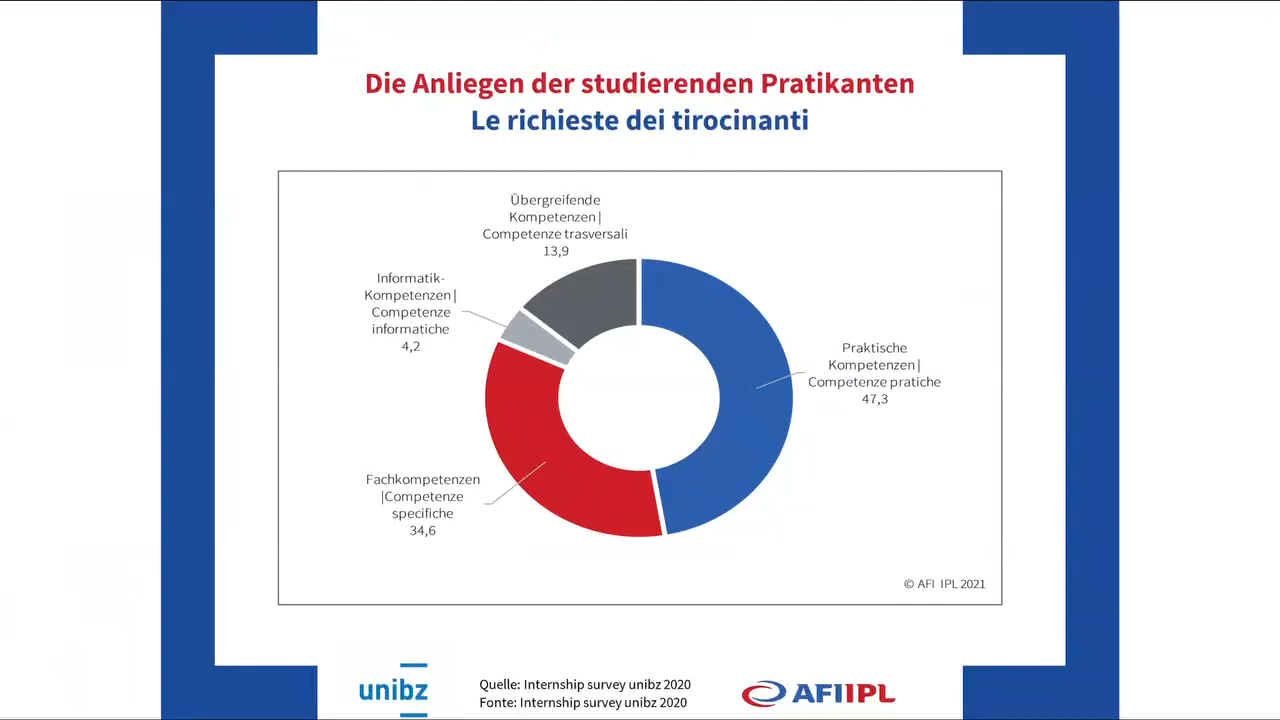 Die Anliegen der studierenden Pratikanten
Le richieste dei tirocinanti
Übergreifende
Kompetenzen |
Competenze trasversali
13,9
Informatik-
Kompetenzen |
Competenze
informatiche
4,2
Praktische
Kompetenzen |
Competenze pratiche
47,3
Fachkompetenzen
|Competenze
specifiche
34,6
© AFI IPL 2021
unibz
Quelle: Internship survey unibz 2020
Fonte: Internship survey unibz 2020
AFI IPL